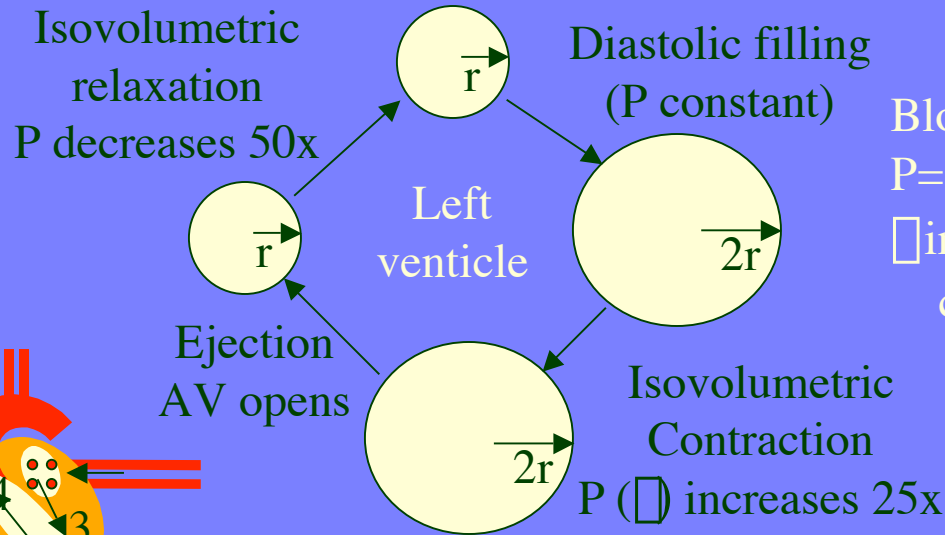 Isovolumetric
relaxation
P decreases 50x
r
Diastolic filling
(P constant)
P=
Left
venticle
r
2r
Ejection
AV opens
Isovolumetric
Contraction
P (□) increases 25x
2r
4
3